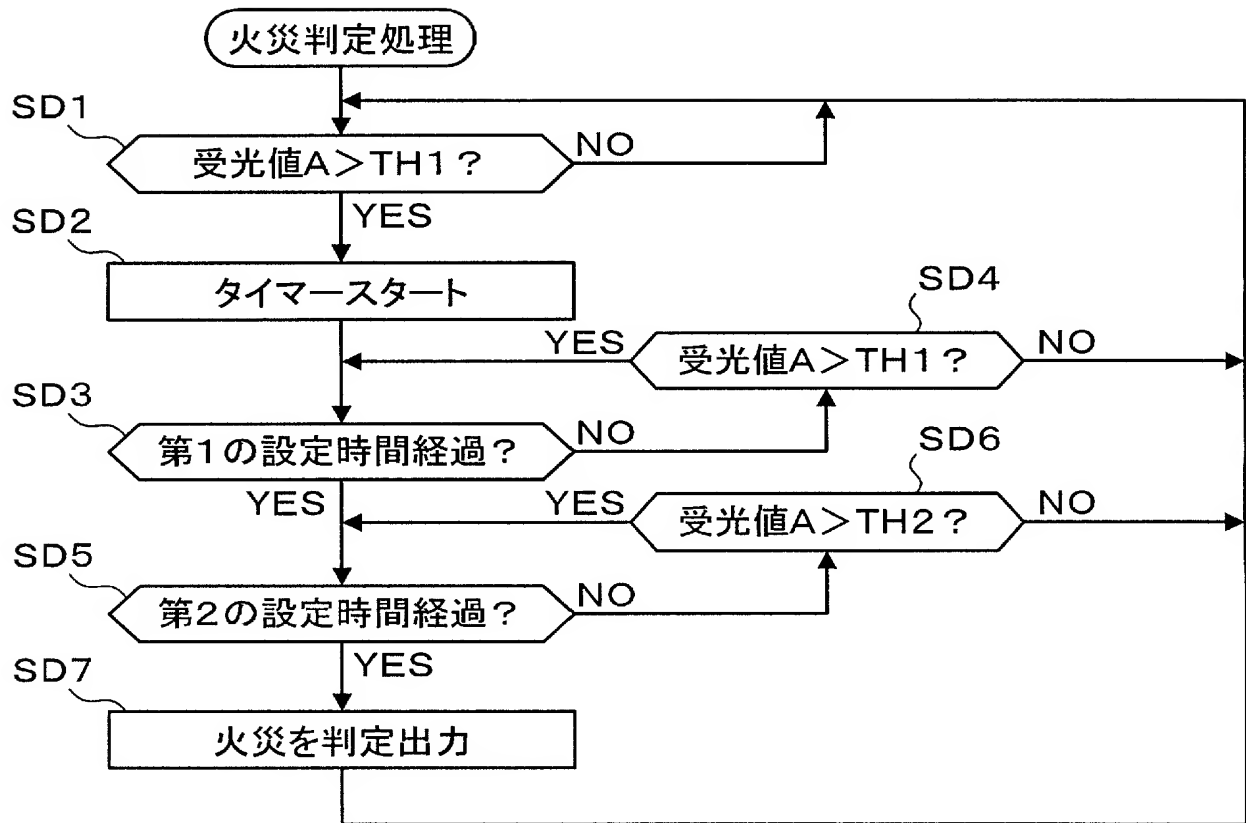 火災判定処理
SD1
受光値A＞TH1？
NO
YES
SD2
タイマースタート
SD4
YES
受光値A＞TH1？
NO
SD3
第1の設定時間経過？
NO
SD6
YES
YES
受光値A＞TH2？
NO
SD5
第2の設定時間経過？
NO
YES
SD7
火災を判定出力